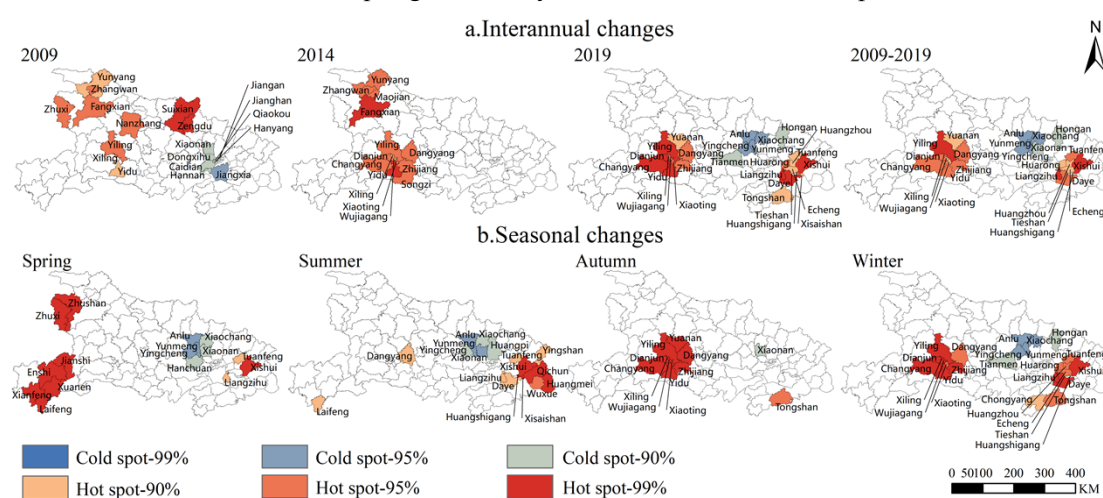 a.Interannual changes
N
2009
Yunyang
Zhangwan
Zhuxi
Fangxian
Nanzhang
Suixian
Zengdu
Yiling
Xiling
Yidu
Jiangan
Jianghan
Qiaokou
Hanyang
Xiaonan
Dongxihu
Caidian
Hannan
Jiangxia
2014
Yunyang
Zhangwan
Maojian
Fangxian
Yiling
Dianjun
Dangyang
Changyang
Yidu
Zhijiang
Songzi
Xiling
Xiaoting
Wujiagang
2019
Yiling
Yuanan
Dianjun
Dangyang
Changyang
Yidu
Zhijiang
Xiling
Wujiagang
Xiaoting
Anlu
Hongan
Huangzhou
Yingcheng
Xiaochang
Yunmeng
Tuanfeng
Tianmen
Huarong
Xishui
Liangzihu
Daye
Tongshan
Tieshan
Echeng
Huangshigang
Xisaishan
2009-2019
Yiling
Yuanan
Dianjun
Dangyang
Changyang
Zhijiang
Yidu
Xiling
Wujiagang
Xiaoting
Anlu
Hongan
Xiaochang
Yunmeng
Xiaonan
Yingcheng
Tuanfeng
Huarong
Xishui
Liangzihu
Daye
Huangzhou
Echeng
Tieshan
Huangshigang
b.Seasonal changes
Spring
Zhushan
Zhuxi
Jianshi
Enshi
Xuanen
Xianfeng
Laifeng
Anlu
Xiaochang
Yunmeng
Yingcheng
Xiaonan
Hanchuan
Tuanfeng
Xishui
Liangzihu
Summer
Dangyang
Laifeng
Anlu
Xiaochang
Yunmeng
Huangpi
Yingcheng
Xiaonan
Tuanfeng
Yingshan
Xishui
Qichun
Liangzihu
Daye
Huangmei
Wuxue
Huangshigang
Xisaishan
Autumn
Yiling
Yuanan
Dianjun
Dangyang
Changyang
Zhijiang
Yidu
Xiling
Wujiagang
Xiaoting
Xiaonan
Tongshan
Winter
Yiling
Dianjun
Dangyang
Changyang
Zhijiang
Yidu
Xiling
Wujiagang
Xiaoting
Anlu
Hongan
Yingcheng
Yunmeng
Tuanfeng
Tianmen
Huarong
Xishui
Liangzihu
Daye
Chongyang
Tongshan
Huangzhou
Echeng
Tieshan
Huangshigang
Cold spot-99%
Cold spot-95%
Cold spot-90%
Hot spot-90%
Hot spot-95%
Hot spot-99%
0 50100 200 300 400
KM